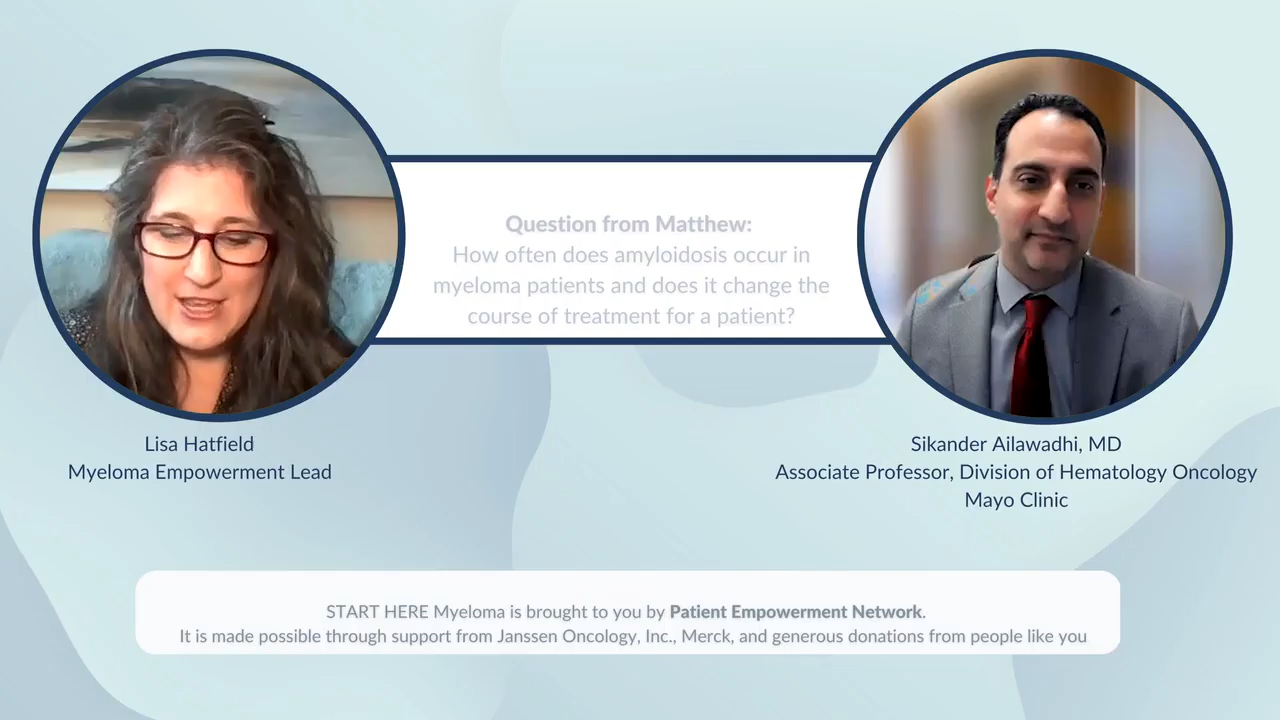 Question from Matthew:
How often does amyloidosis occur in
myeloma patients and does it change the
course of treatment for a patient?
Lisa Hatfield
Myeloma Empowerment Lead
Sikander Ailawadhi, MD
Associate Professor, Division of Hematology Oncology
Mayo Clinic
START HERE Myeloma is brought to you by Patient Empowerment Network.
It is made possible through support from Janssen Oncology, Inc., Merck, and generous donations from people like you